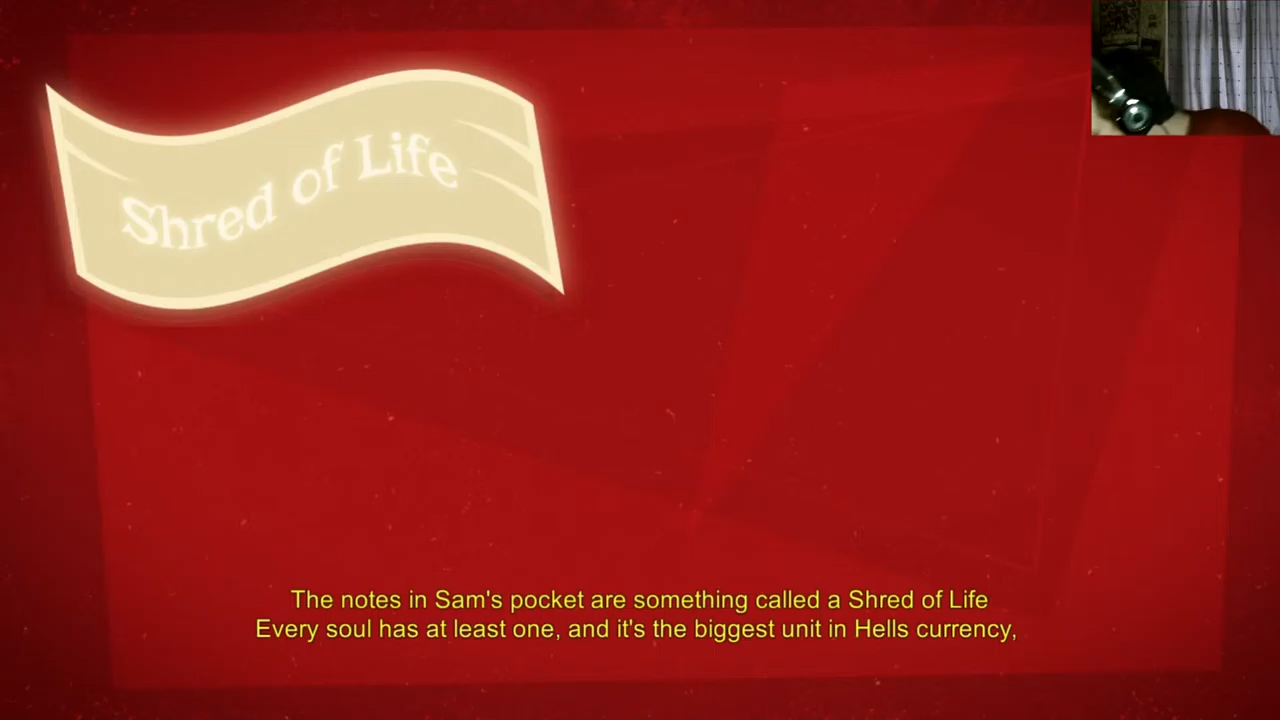 Shred of Life
The notes in Sam's pocket are something called a Shred of Life
Every soul has at least one, and it's the biggest unit in Hells currency,